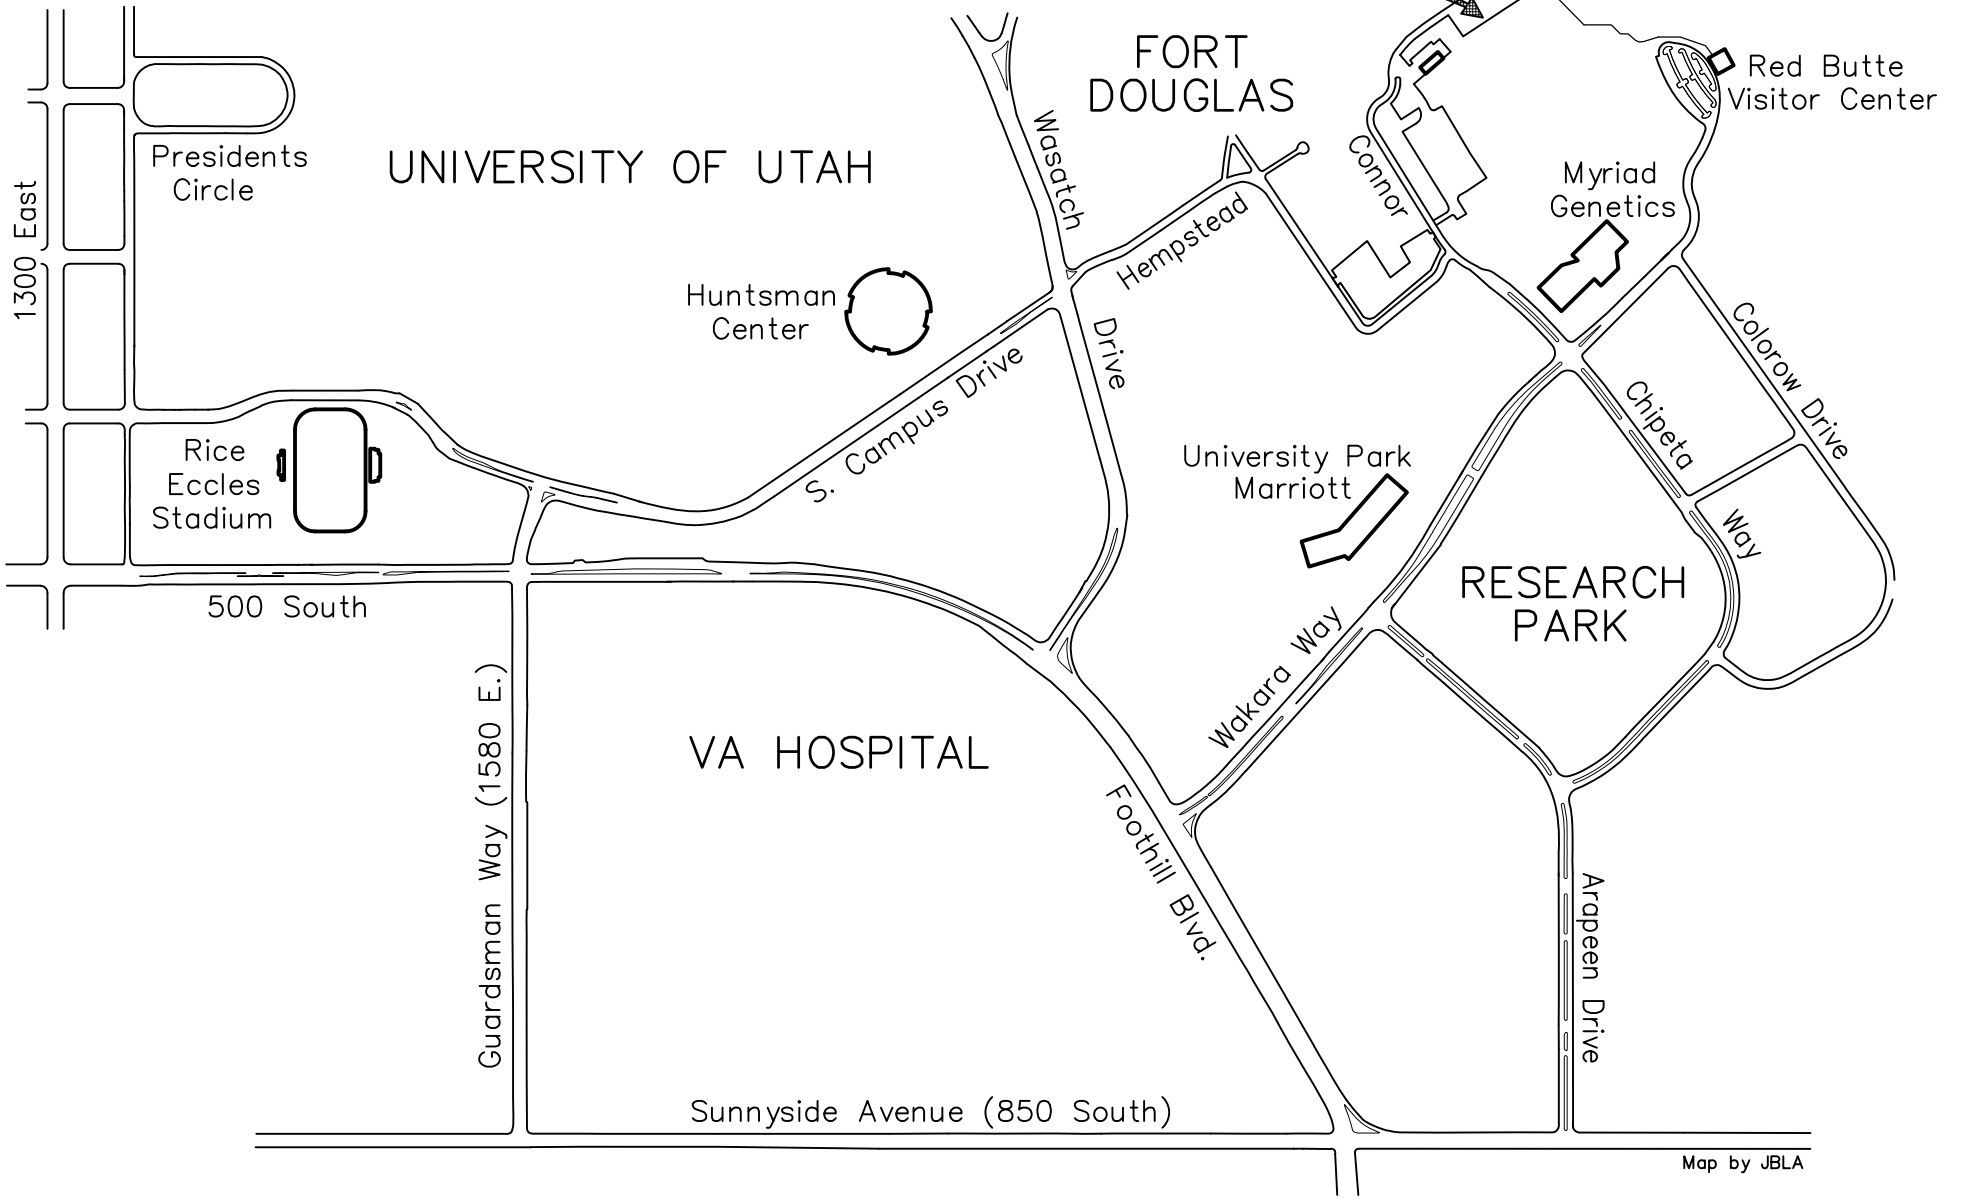 FORT
DOUGLAS
Red Butte
Visitor Center
Presidents
Circle
UNIVERSITY OF UTAH
Wasatch
Connor
Myriad
Genetics
1300 East
Hempstead
Huntsman
Center
Drive
Colorow Drive
S. Campus Drive
Chipeta
Rice
Eccles
Stadium
University Park
Marriott
Way
RESEARCH
PARK
500 South
Wakara Way
Guardsman Way (1580 E.)
VA HOSPITAL
Foothill Blvd.
Arapeen Drive
Sunnyside Avenue (850 South)
Map by JBLA